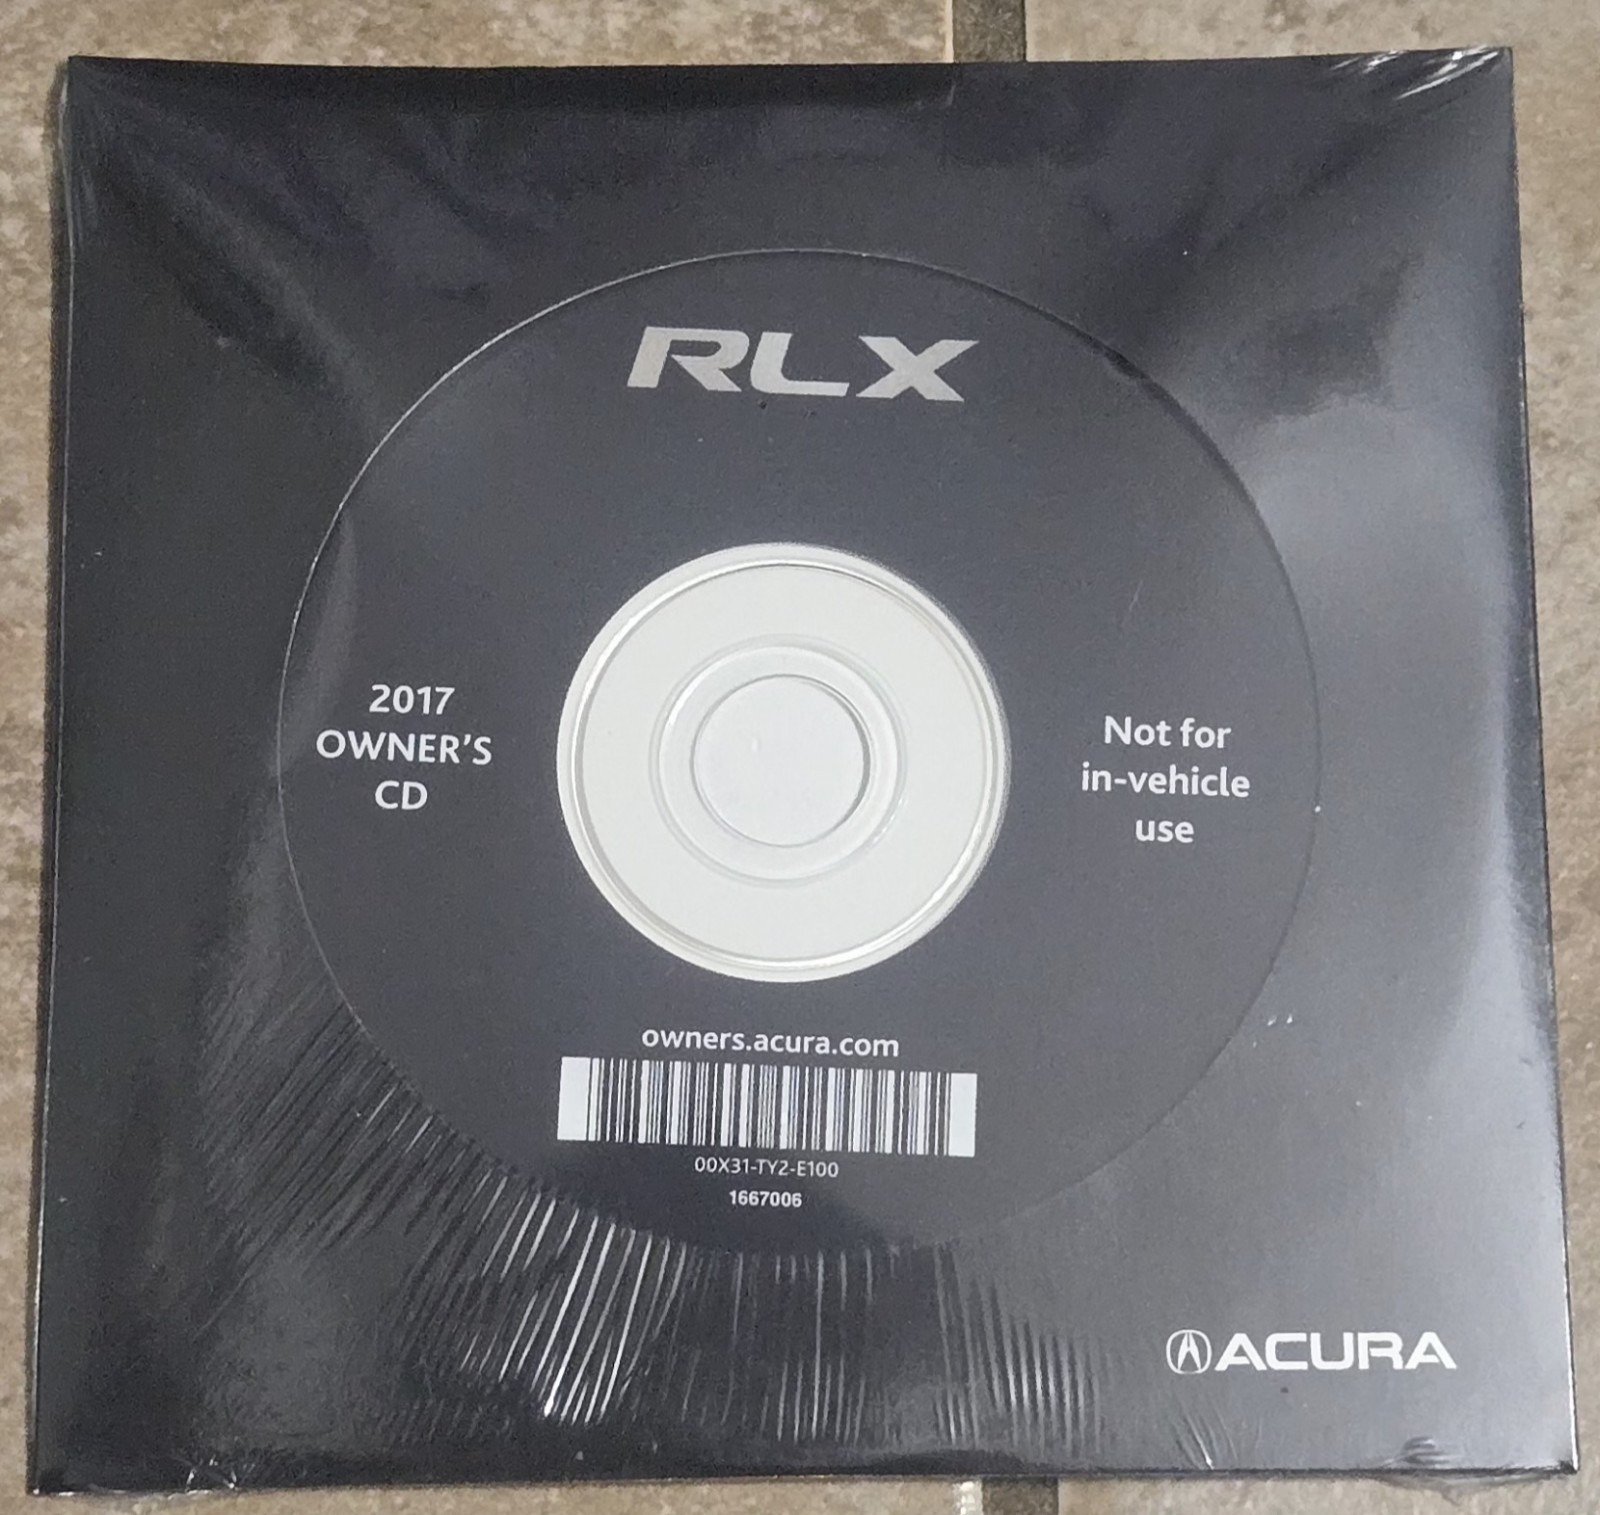 RLX
2017
OWNER'S
CD
Not for
in-vehicle
use
owners.acura.com
00X31-TY2-E100
1667006
ACURA